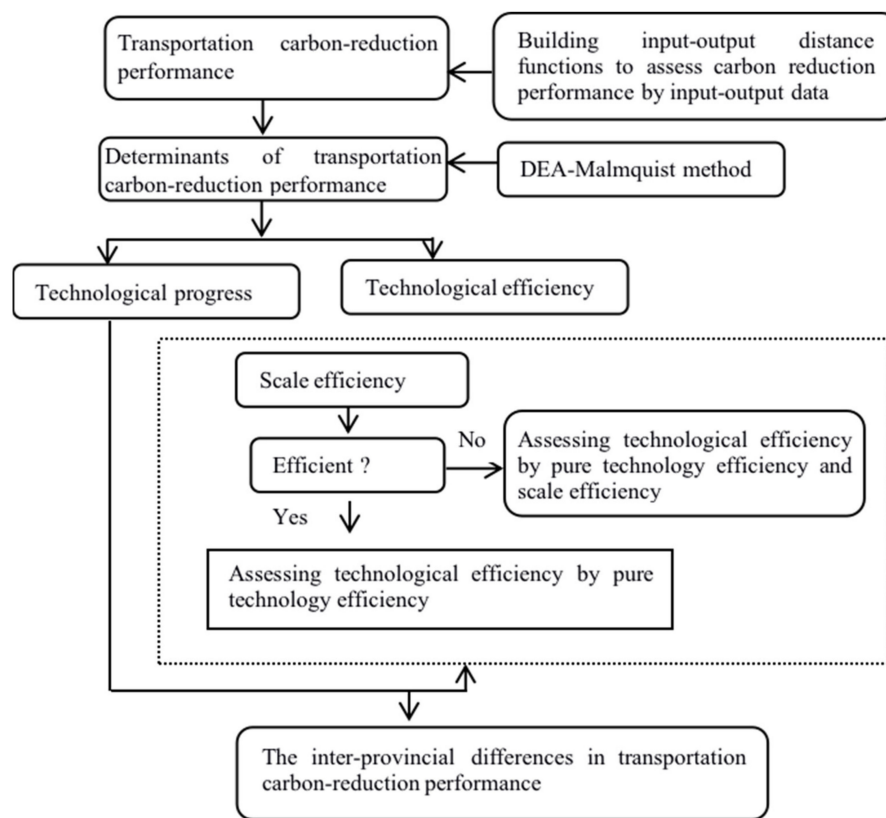 Transportation carbon-reduction
performance
Building input-output distance
functions to assess carbon reduction
performance by input-output data
Determinants of transportation
carbon-reduction performance
DEA-Malmquist method
Technological progress
Technological efficiency
Scale efficiency
Efficient ?
No
Assessing technological efficiency
by pure technology efficiency and
scale efficiency
Yes
Assessing technological efficiency by pure
technology efficiency
The inter-provincial differences in transportation
carbon-reduction performance